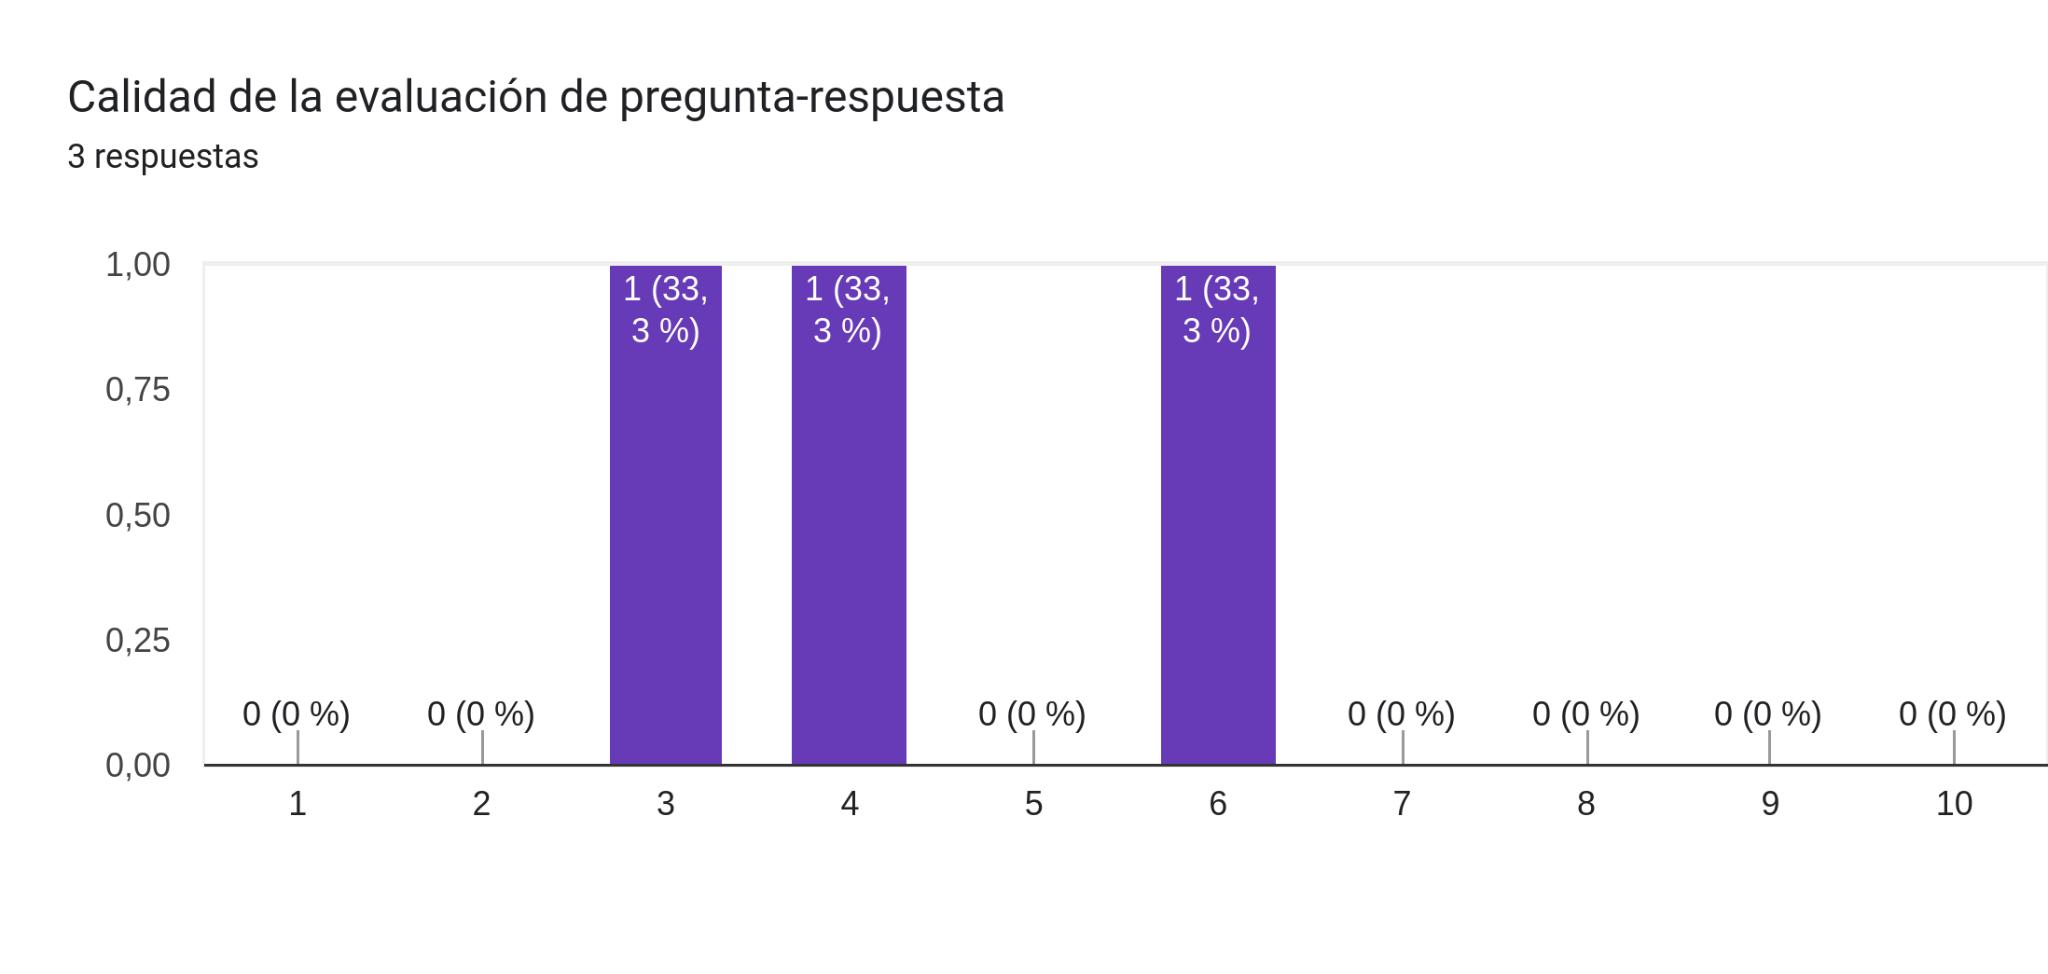 Calidad de la evaluación de pregunta-respuesta
3 respuestas
1,00
0,75
0,50
0,25
0,00
0 (0 %)
0 (0 %)
1 (33,
3 %)
1 (33,
3 %)
0 (0 %)
1 (33,
3 %)
0 (0 %)
0 (0 %)
0 (0 %)
0 (0 %)
1 2 3 4 5 6 7 8 9 10